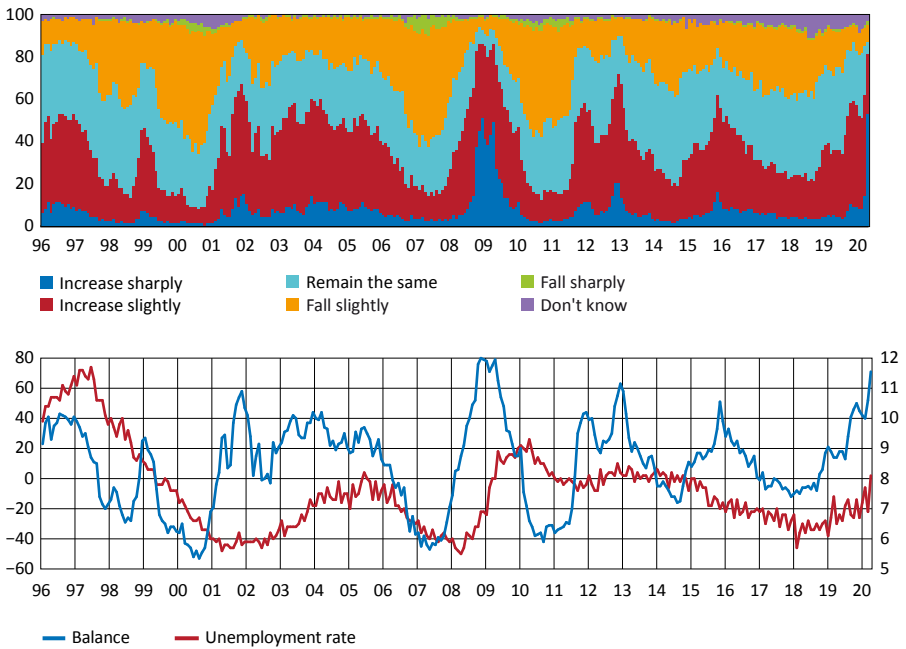 100
80
60
40
20
0
96 97 98 99 00 01 02 03 04 05 06 07 08 09 10 11 12 13 14 15 16 17 18 19 20
Increase sharply Remain the same Fall sharply
Increase slightly Fall slightly Don't know
80 12
60 11
40 10
20 9
0 8
−20 7
−40 6
−60 5
96 97 98 99 00 01 02 03 04 05 06 07 08 09 10 11 12 13 14 15 16 17 18 19 20
Balance Unemployment rate